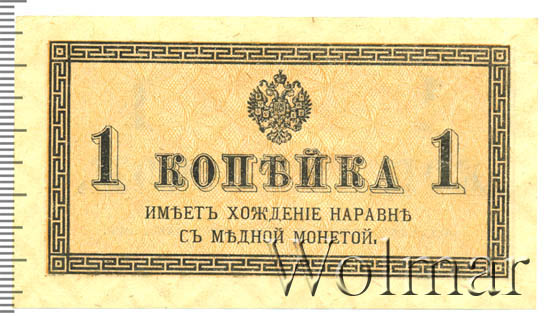 1 КОПѢЙКА 1
ИМѢЕТЪ ХОЖДЕНІЕ НАРАВНѢ
СЪ МѢДНОЙ МОНЕТОЙ.
Wolmar